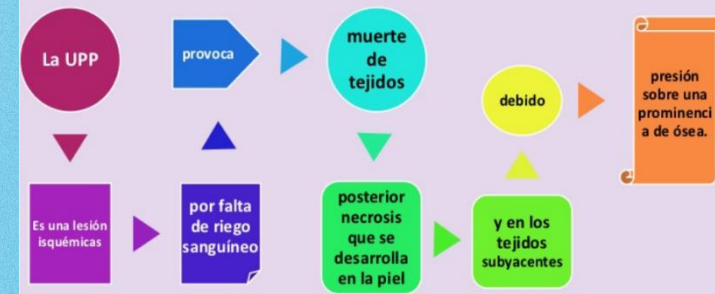 La UPP
Es una lesión
isquémicas
por falta
de riego
sanguíneo
provoca
muerte
de
tejidos
posterior
necrosis
que se
desarrolla
en la piel
y en los
tejidos
subyacentes
debido
presión
sobre una
prominenci
a de ósea.